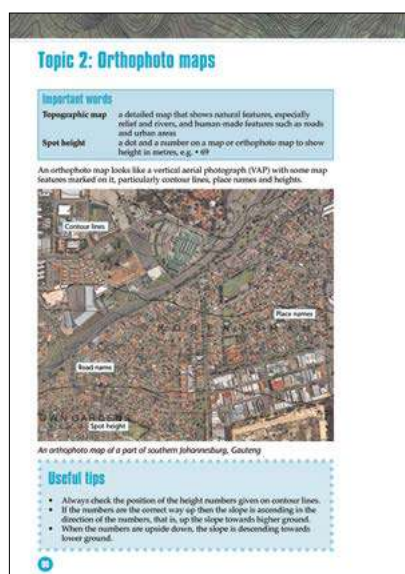 Topic 2: Orthophoto maps
Important words
Topographic map a detailed map that shows natural features, especially
relief and rivers, and human-made features such as roads
and urban areas
Spot height a dot and a number on a map or orthophoto map to show
height in metres, e.g. • 69
An orthophoto map looks like a vertical aerial photograph (VAP) with some map
features marked on it, particularly contour lines, place names and heights.
Contour lines
Place names
Road name
Spot height
An orthophoto map of a part of southern Johannesburg, Gauteng
Useful tips
• Always check the position of the height numbers given on contour lines.
• If the numbers are the correct way up then the slope is ascending in the
direction of the numbers, that is, up the slope towards higher ground.
• When the numbers are upside down, the slope is descending towards
lower ground.